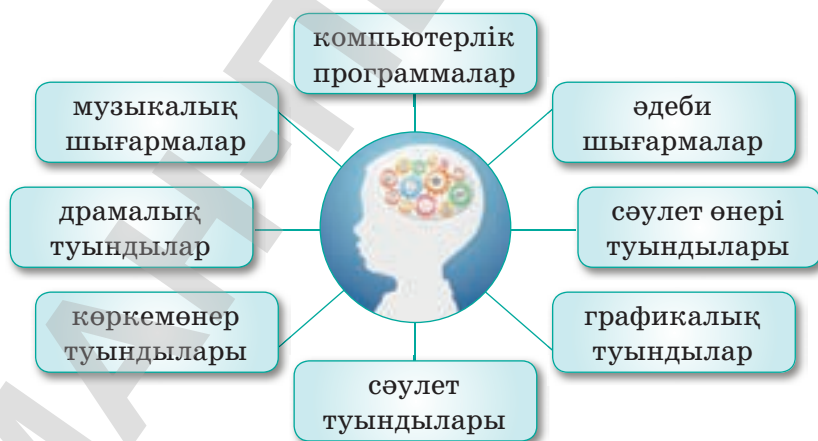 компьютерлік
программалар
музыкалық
шығармалар
әдеби
шығармалар
драмалық
туындылар
сәулет өнері
туындылары
көркемөнер
туындылары
графикалық
туындылар
сәулет
туындылары